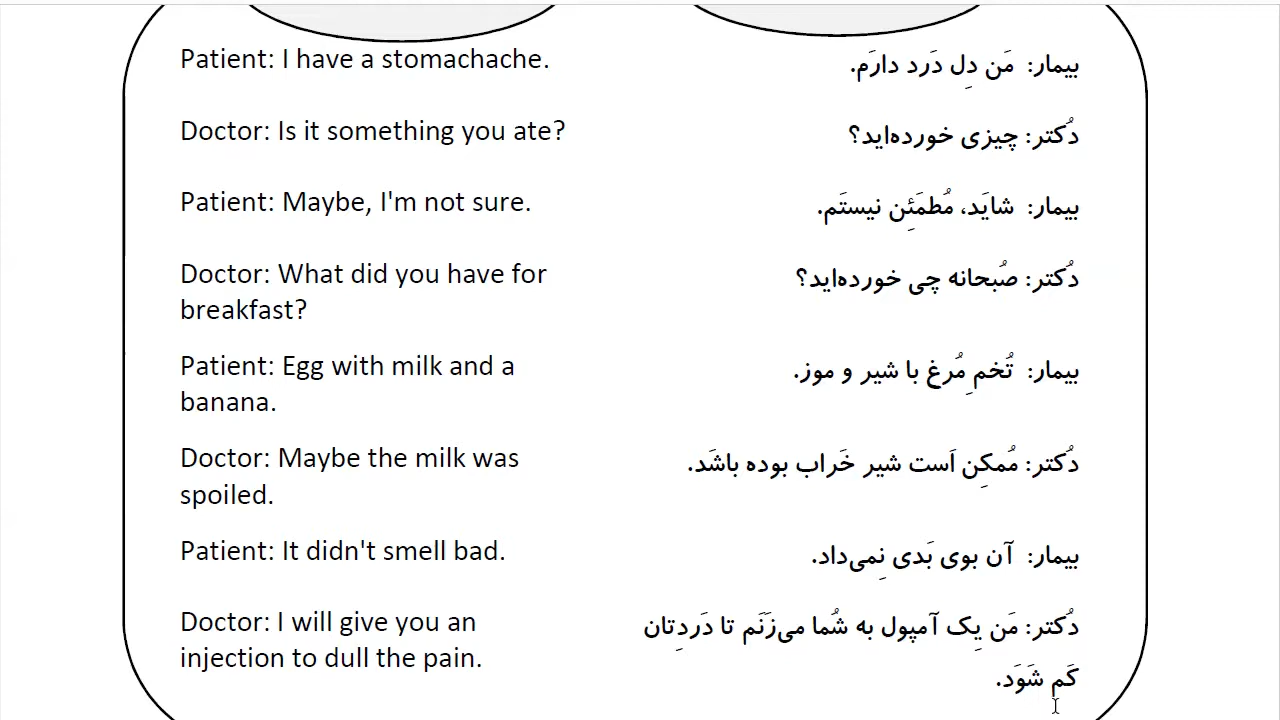 Patient: I have a stomachache.
بیمار: مَن دِل دَرد دارَم.
Doctor: Is it something you ate?
دُکتر: چیزی خورده‌اید؟
Patient: Maybe, I'm not sure.
بیمار: شایَد، مُطمَئِن نیستَم.
Doctor: What did you have for
breakfast?
دُکتر: صُبحانه چی خورده‌اید؟
Patient: Egg with milk and a
banana.
بیمار: تُخمِ مُرغ با شیر و موز.
Doctor: Maybe the milk was
spoiled.
دُکتر: مُمکِن اَست شیر خَراب بوده باشَد.
Patient: It didn't smell bad.
بیمار: آن بوی بَدی نِمی‌داد.
Doctor: I will give you an
injection to dull the pain.
دُکتر: مَن یِک آمپول به شُما می‌زَنَم تا دَردِتان
کَم شَوَد.